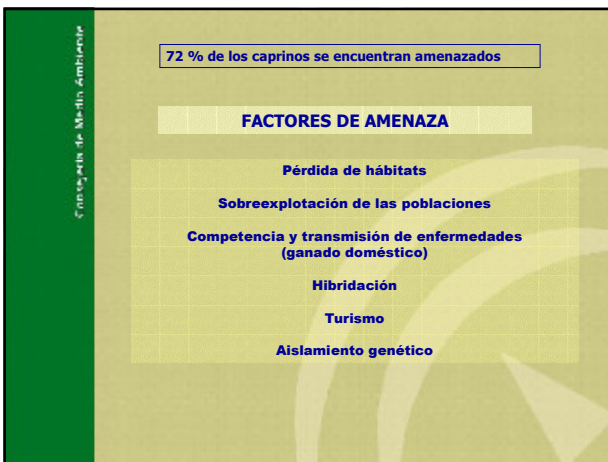 Consejería de Medio Ambiente
72 % de los caprinos se encuentran amenazados
FACTORES DE AMENAZA
Pérdida de hábitats
Sobreexplotación de las poblaciones
Competencia y transmisión de enfermedades
(ganado doméstico)
Hibridación
Turismo
Aislamiento genético